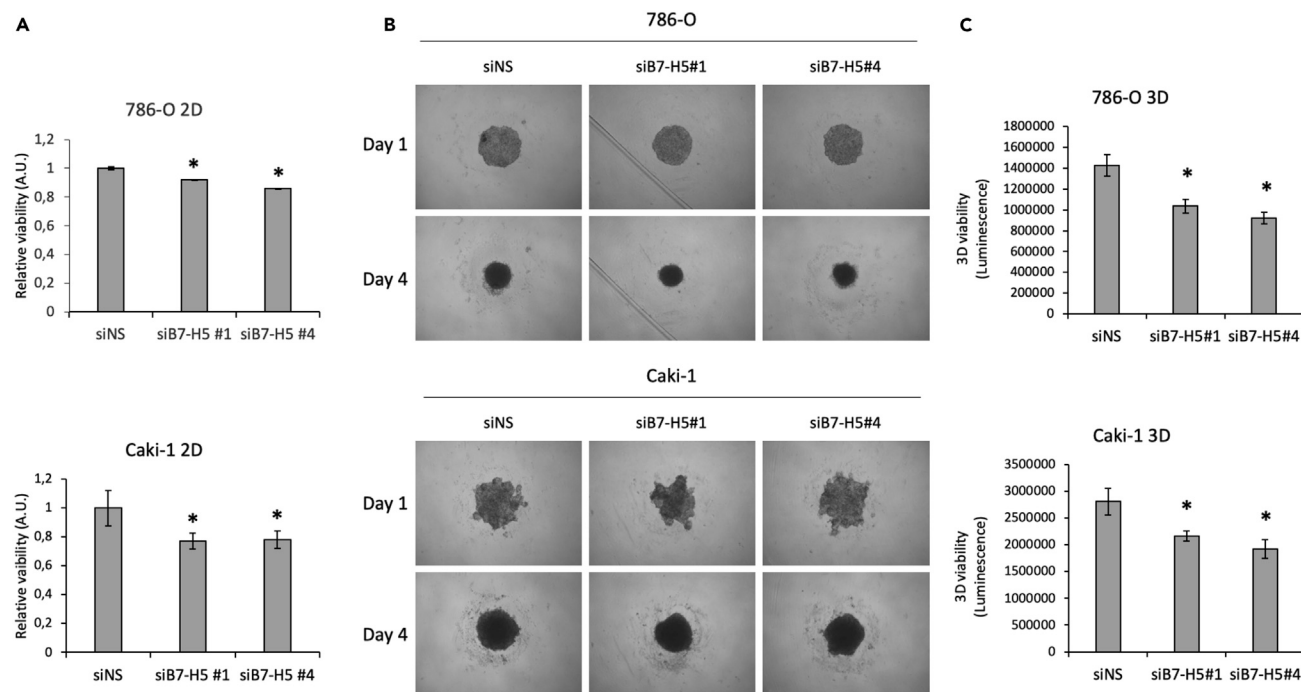 A
786-O 2D
Relative viability (A.U.)
1,2
1
0,8
0,6
0,4
0,2
0
*
*
siNS
siB7-H5 #1
siB7-H5 #4
Caki-1 2D
Relative vaibility (A.U.)
1,2
1
0,8
0,6
0,4
0,2
0
*
*
siNS
siB7-H5 #1
siB7-H5 #4
B
786-O
siNS
siB7-H5#1
siB7-H5#4
Day 1
Day 4
Caki-1
siNS
siB7-H5#1
siB7-H5#4
Day 1
Day 4
C
786-O 3D
3D viability
(Luminescence)
1800000
1600000
1400000
1200000
1000000
800000
600000
400000
200000
0
*
*
siNS
siB7-H5#1
siB7-H5#4
Caki-1 3D
3D viability
(Luminescence)
3500000
3000000
2500000
2000000
1500000
1000000
500000
0
*
*
siNS
siB7-H5#1
siB7-H5#4